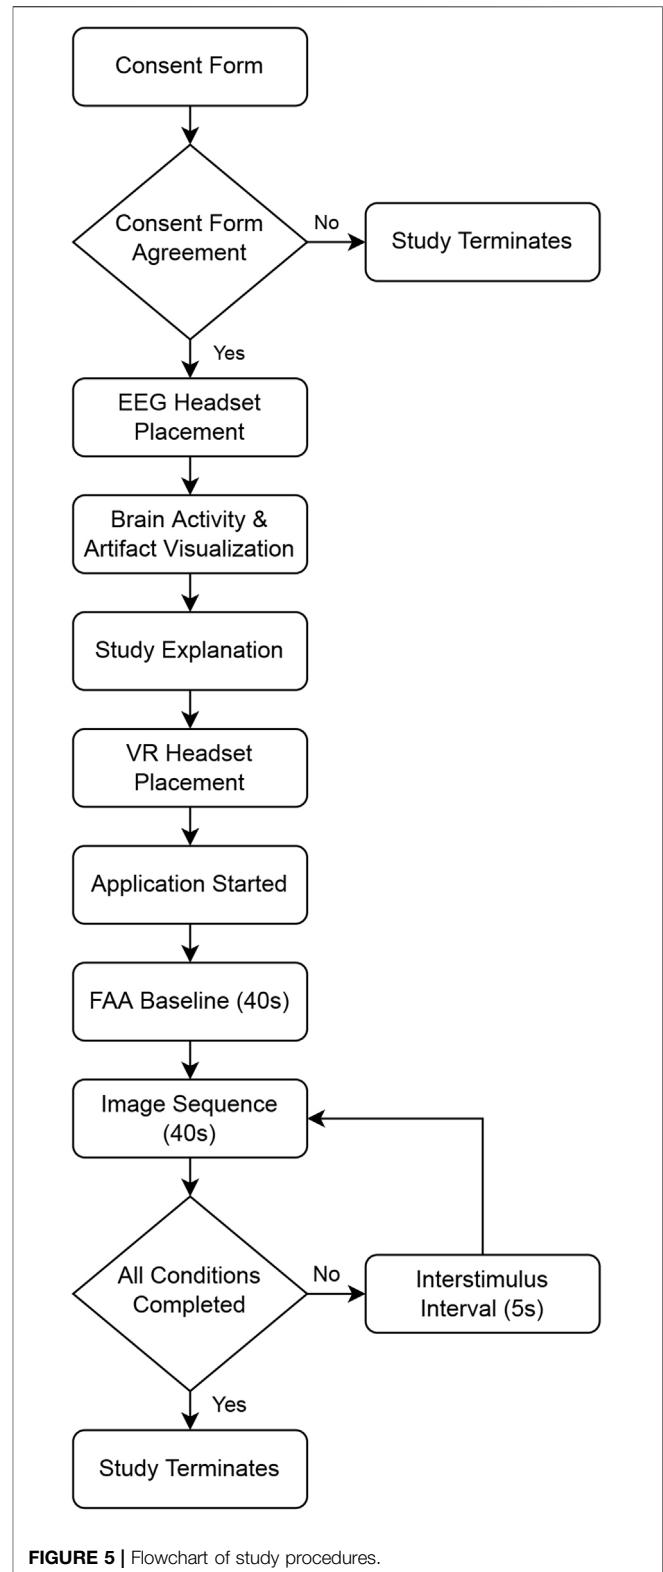 Consent Form
Consent Form
Agreement
No
Study Terminates
Yes
EEG Headset
Placement
Brain Activity &
Artifact Visualization
Study Explanation
VR Headset
Placement
Application Started
FAA Baseline (40s)
Image Sequence
(40s)
All Conditions
Completed
No
Interstimulus
Interval (5s)
Yes
Study Terminates
FIGURE 5 | Flowchart of study procedures.